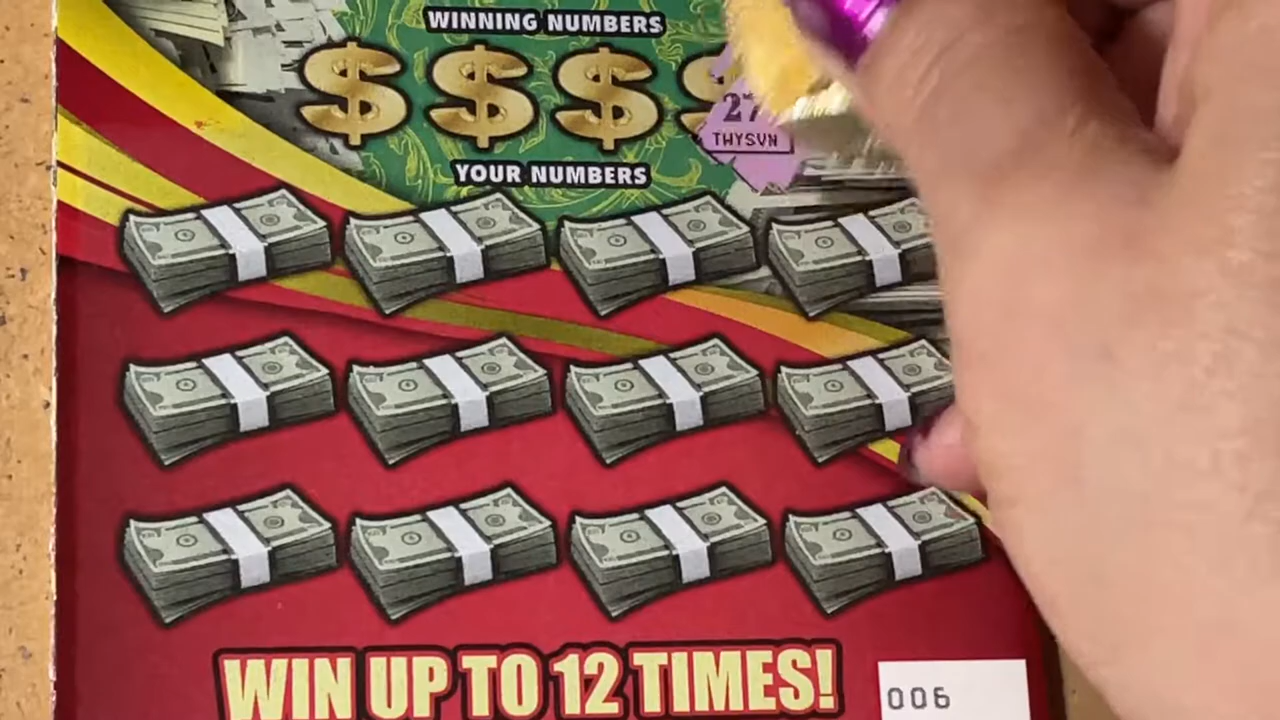 WINNING NUMBERS
$ $ $ $
27
THYSVN
YOUR NUMBERS
WIN UP TO 12 TIMES!
006